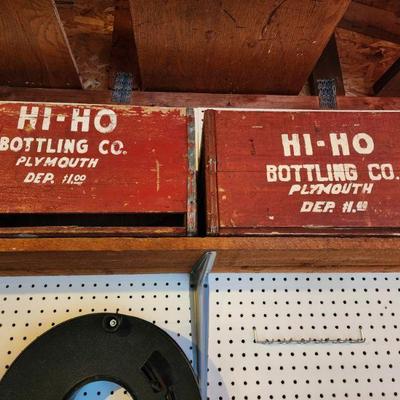 HI-HO
BOTTLING CO.
PLYMOUTH
DEP. $1.00
HI-HO
BOTTLING CO.
PLYMOUTH
DEP. $1.00